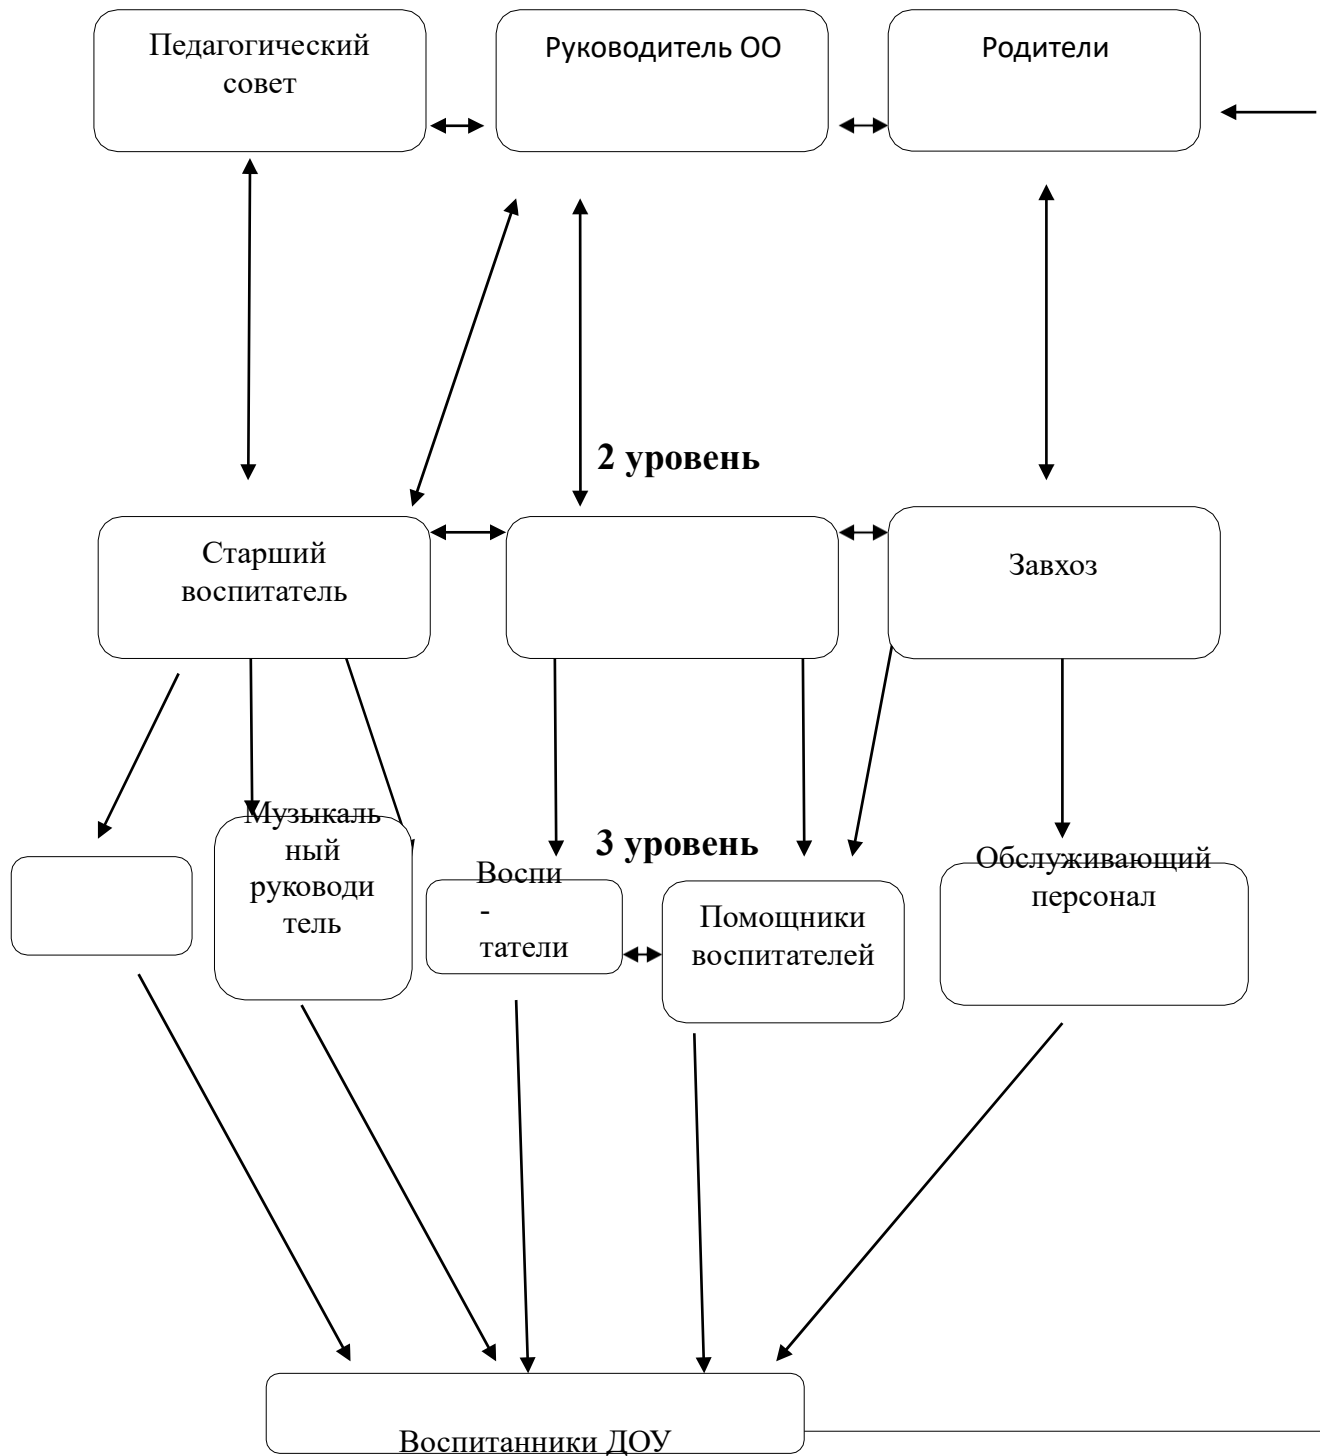 Педагогический
совет
Руководитель ОО
Родители
2 уровень
Старший
воспитатель
Завхоз
3 уровень
Музыкаль
ный
руководи
тель
Воспи
-
татели
Помощники
воспитателей
Обслуживающий
персонал
Воспитанники ДОУ